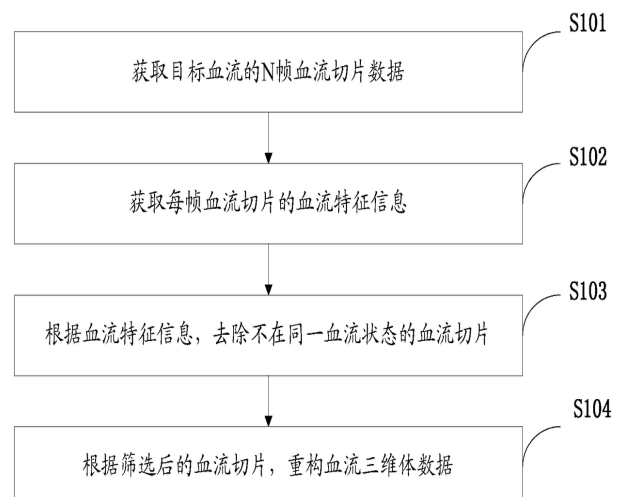 S101
获取目标血流的N帧血流切片数据
S102
获取每帧血流切片的血流特征信息
S103
根据血流特征信息，去除不在同一血流状态的血流切片
S104
根据筛选后的血流切片，重构血流三维体数据